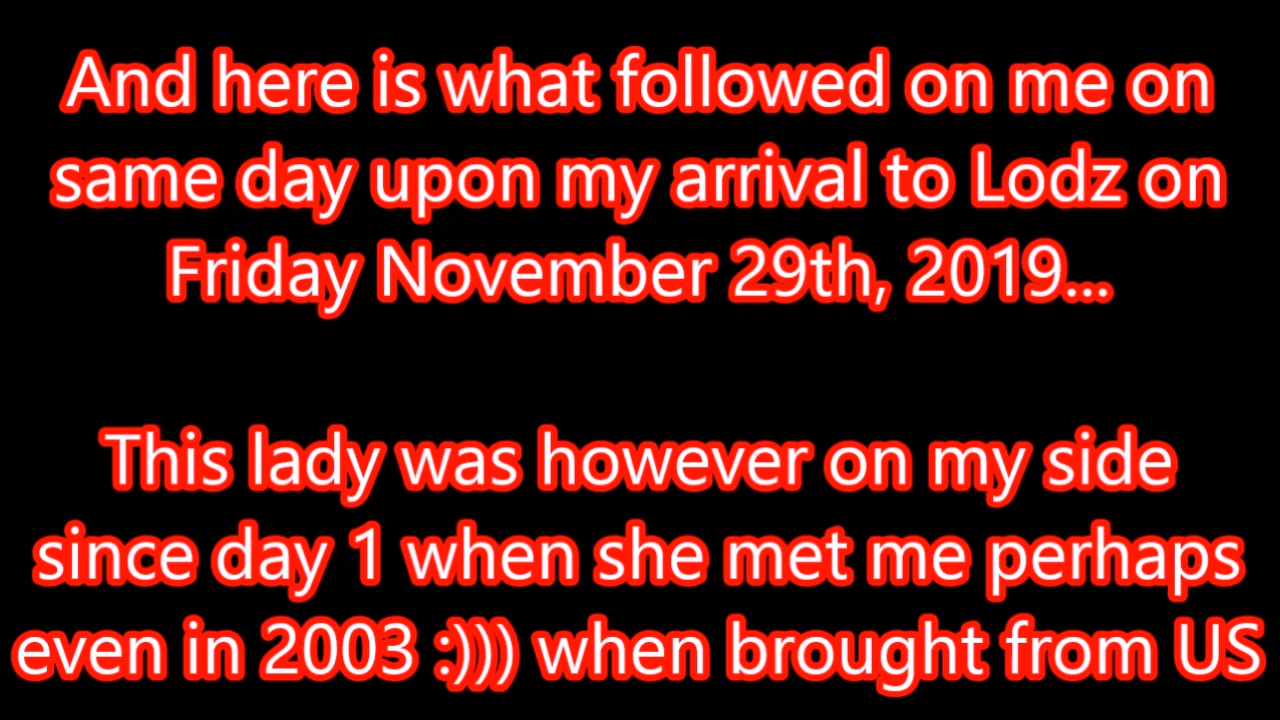 And here is what followed on me on
same day upon my arrival to Lodz on
Friday November 29th, 2019...
This lady was however on my side
since day 1 when she met me perhaps
even in 2003 :))) when brought from US